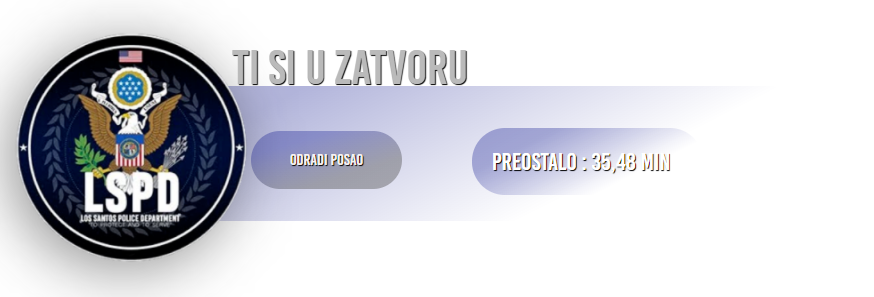 TI SI U ZATVORU
ODRADI POSAO
PREOSTALO : 35,48 MIN
LSPD
LOS SANTOS POLICE DEPARTMENT
"TO PROTECT AND TO SERVE"